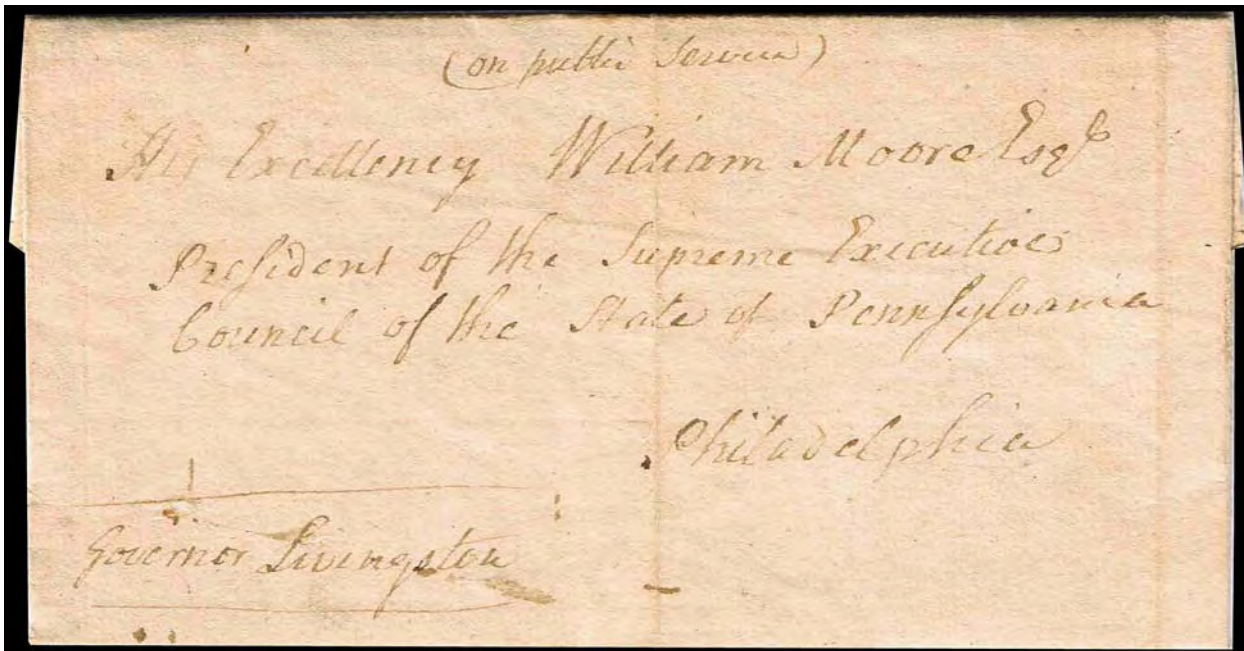 (on public Service)
His Excellency William Moore Esqr
President of the Supreme Executive
Council of the State of Pennsylvania
Philadelphia
Governor Livingston